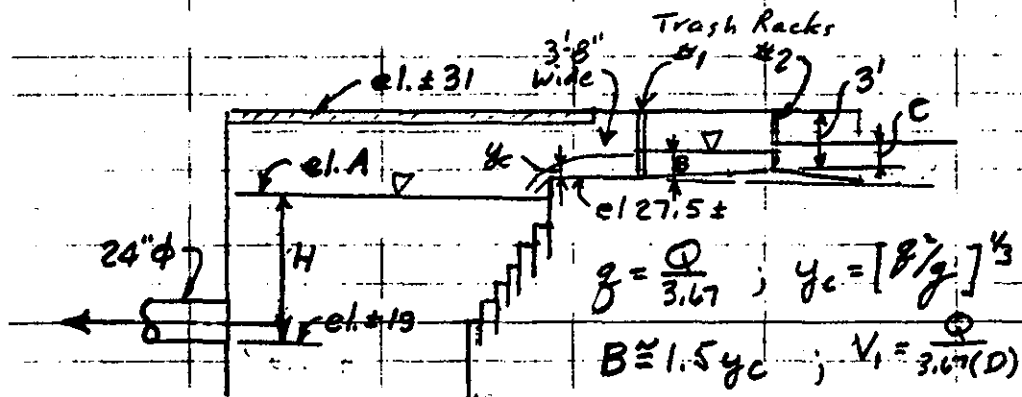 Trash Racks
#1 #2
3'-8"
wide
3'
C
el. ±31
yc
B
el. A
el 27.5 ±
24"φ
H
el. ±19
q = Q/3.67 ; yc = [q²/g]^1/3
B ≅ 1.5 yc ; V₁ = Q/3.67(D)